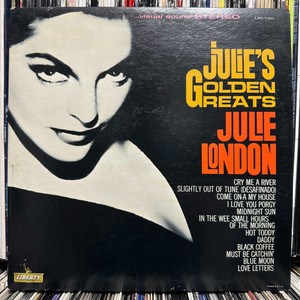 ...visual sound STEREO
JULIE'S
GOLDEN
GREATS
JULIE
LONDON
CRY ME A RIVER
SLIGHTLY OUT OF TUNE (DESAFINADO)
COME ON-A MY HOUSE
I LOVE YOU PORGY
MIDNIGHT SUN
IN THE WEE SMALL HOURS
OF THE MORNING
HOT TODDY
DADDY
BLACK COFFEE
MUST BE CATCHIN'
BLUE MOON
LOVE LETTERS
LIBERTY